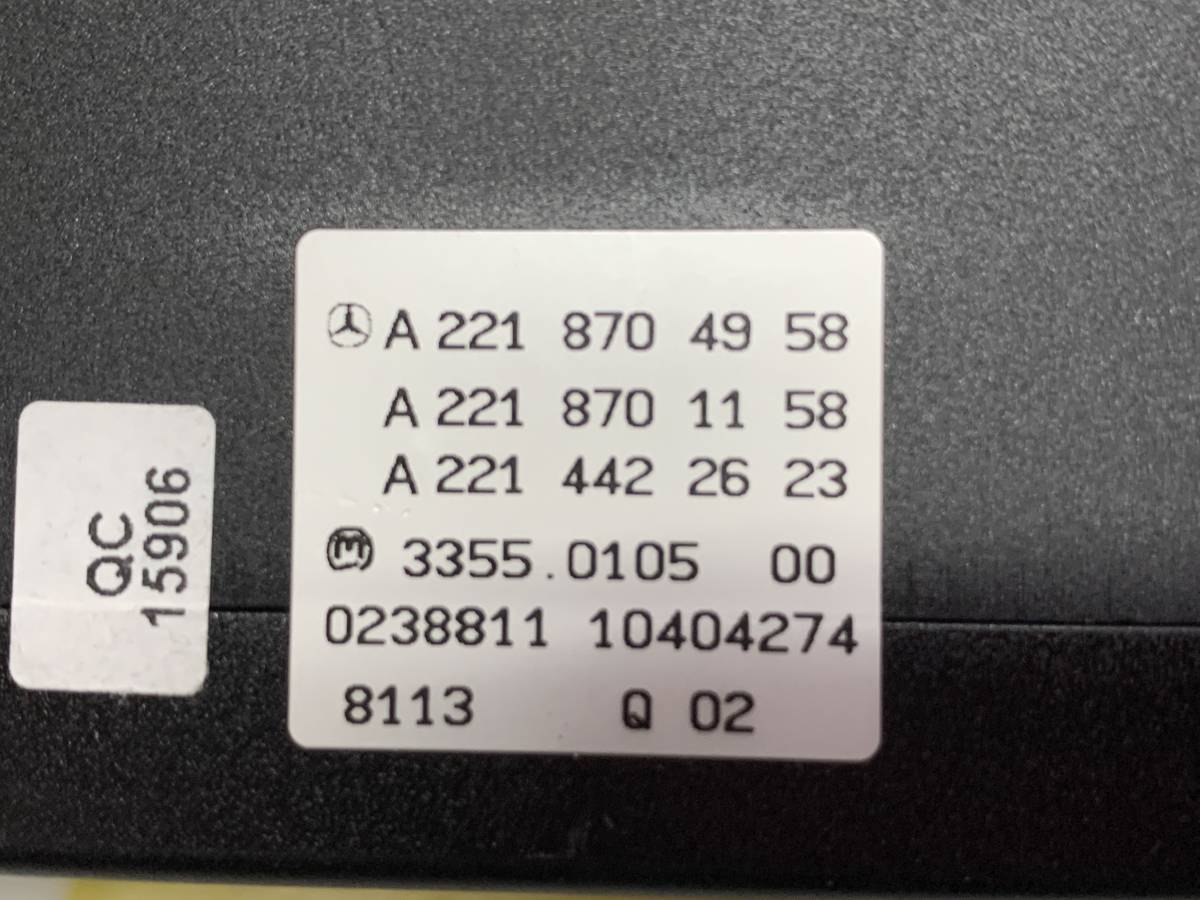 A 221 870 49 58
A 221 870 11 58
A 221 442 26 23
M 3355.0105 00
0238811 10404274
8113 Q 02
QC
15906